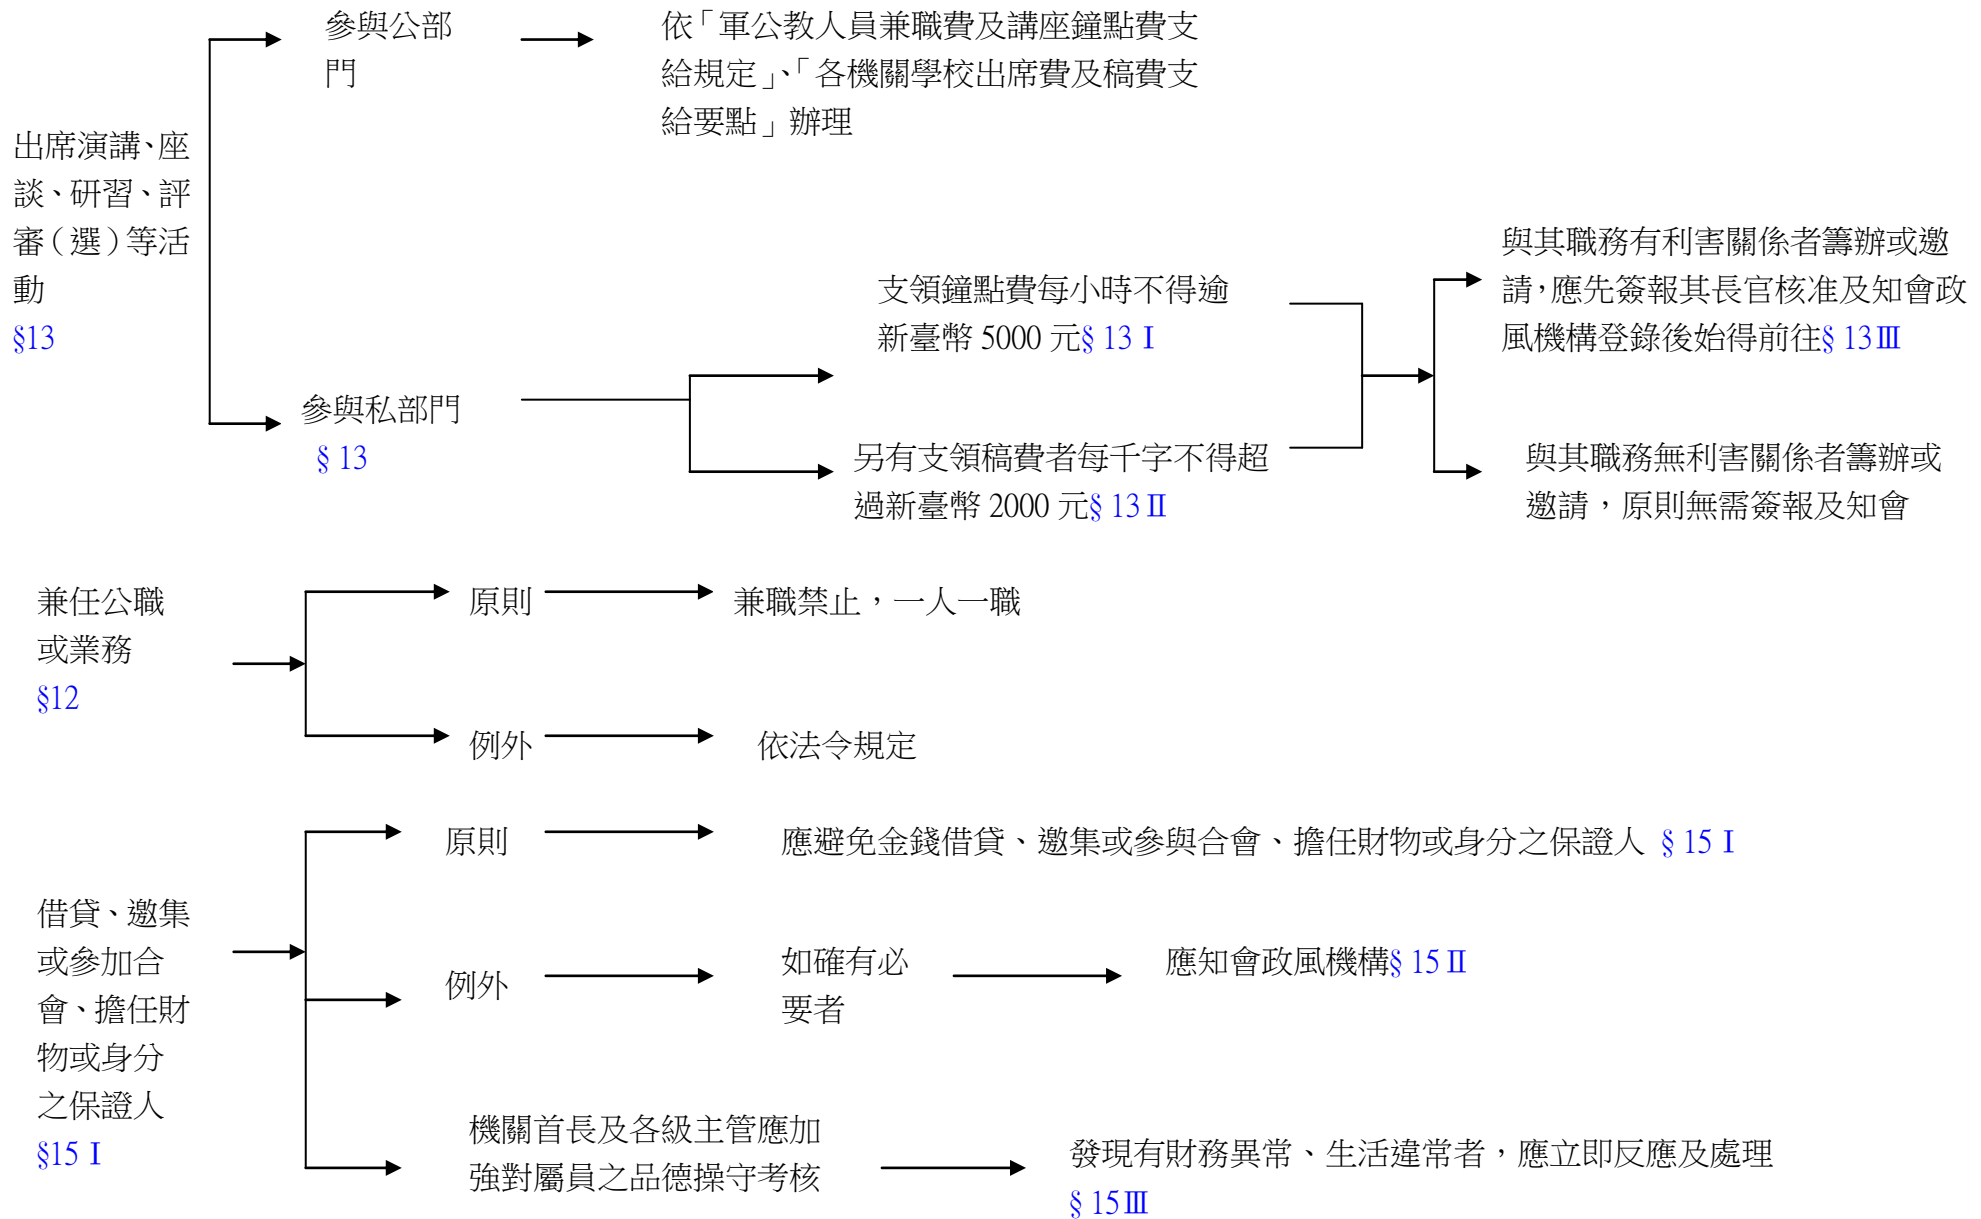 出席演講、座
談、研習、評
審（選）等活
動
§13
參與公部
門
依「軍公教人員兼職費及講座鐘點費支
給規定」、「各機關學校出席費及稿費支
給要點」辦理
參與私部門
§ 13
支領鐘點費每小時不得逾
新臺幣 5000 元§ 13 Ⅰ
另有支領稿費者每千字不得超
過新臺幣 2000 元§ 13 Ⅱ
與其職務有利害關係者籌辦或邀
請，應先簽報其長官核准及知會政
風機構登錄後始得前往§ 13Ⅲ
與其職務無利害關係者籌辦或
邀請，原則無需簽報及知會
兼任公職
或業務
§12
原則
兼職禁止，一人一職
例外
依法令規定
借貸、邀集
或參加合
會、擔任財
物或身分
之保證人
§15 Ⅰ
原則
應避免金錢借貸、邀集或參與合會、擔任財物或身分之保證人 § 15 Ⅰ
例外
如確有必
要者
應知會政風機構§ 15 Ⅱ
機關首長及各級主管應加
強對屬員之品德操守考核
發現有財務異常、生活違常者，應立即反應及處理
§ 15Ⅲ